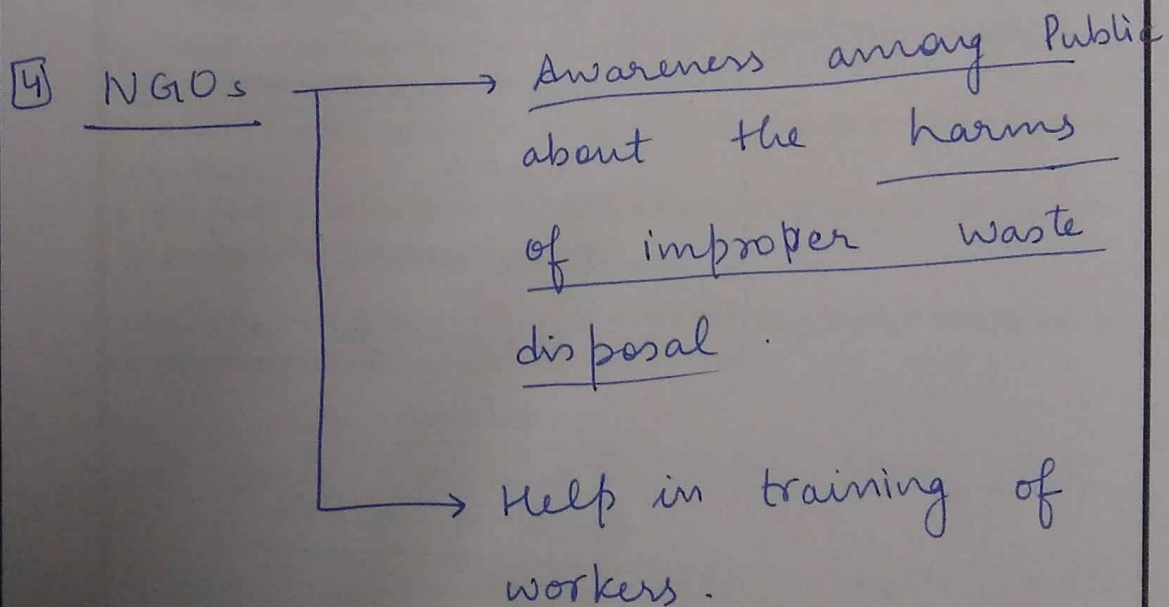 4 NGOs → Awareness among Public
about the harms
of improper waste
disposal.
→ Help in training of
workers.